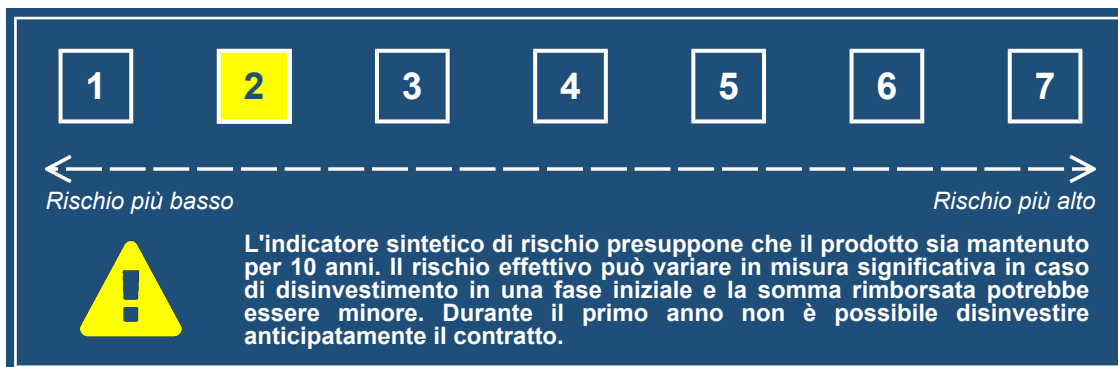 1 2 3 4 5 6 7
Rischio più basso Rischio più alto
L'indicatore sintetico di rischio presuppone che il prodotto sia mantenuto
per 10 anni. Il rischio effettivo può variare in misura significativa in caso
di disinvestimento in una fase iniziale e la somma rimborsata potrebbe
essere minore. Durante il primo anno non è possibile disinvestire
anticipatamente il contratto.